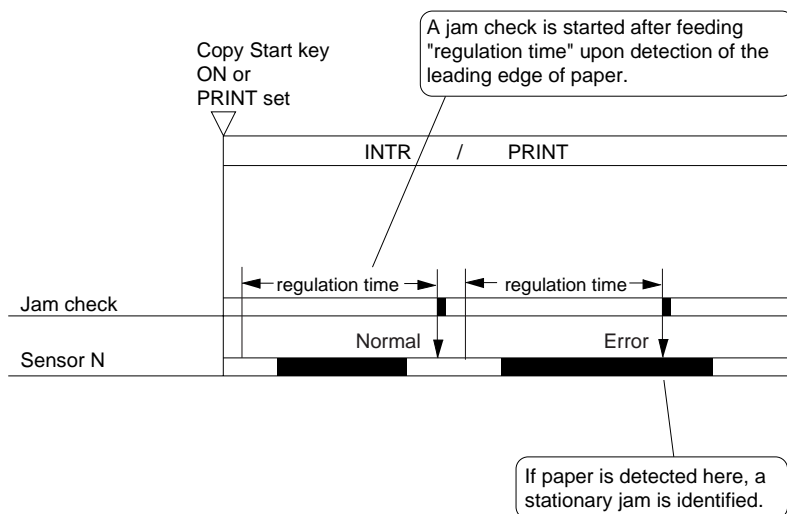 A jam check is started after feeding
"regulation time" upon detection of the
leading edge of paper.
Copy Start key
ON or
PRINT set
INTR / PRINT
regulation time
regulation time
Jam check
Normal
Error
Sensor N
If paper is detected here, a
stationary jam is identified.